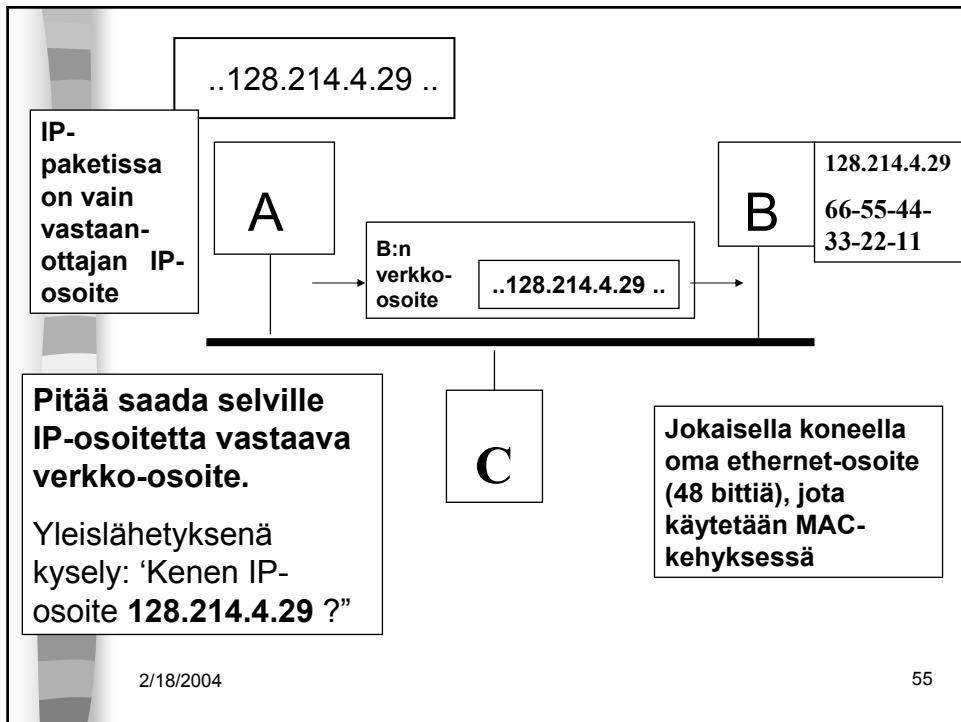 ..128.214.4.29 ..
IP-
paketissa
on vain
vastaan-
ottajan IP-
osoite
A
B:n
verkko-
osoite
..128.214.4.29 ..
B
128.214.4.29
66-55-44-
33-22-11
C
Pitää saada selville
IP-osoitetta vastaava
verkko-osoite.
Yleislähetyksenä
kysely: ‘Kenen IP-
osoite 128.214.4.29 ?”
Jokaisella koneella
oma ethernet-osoite
(48 bittiä), jota
käytetään MAC-
kehyksessä
2/18/2004
55